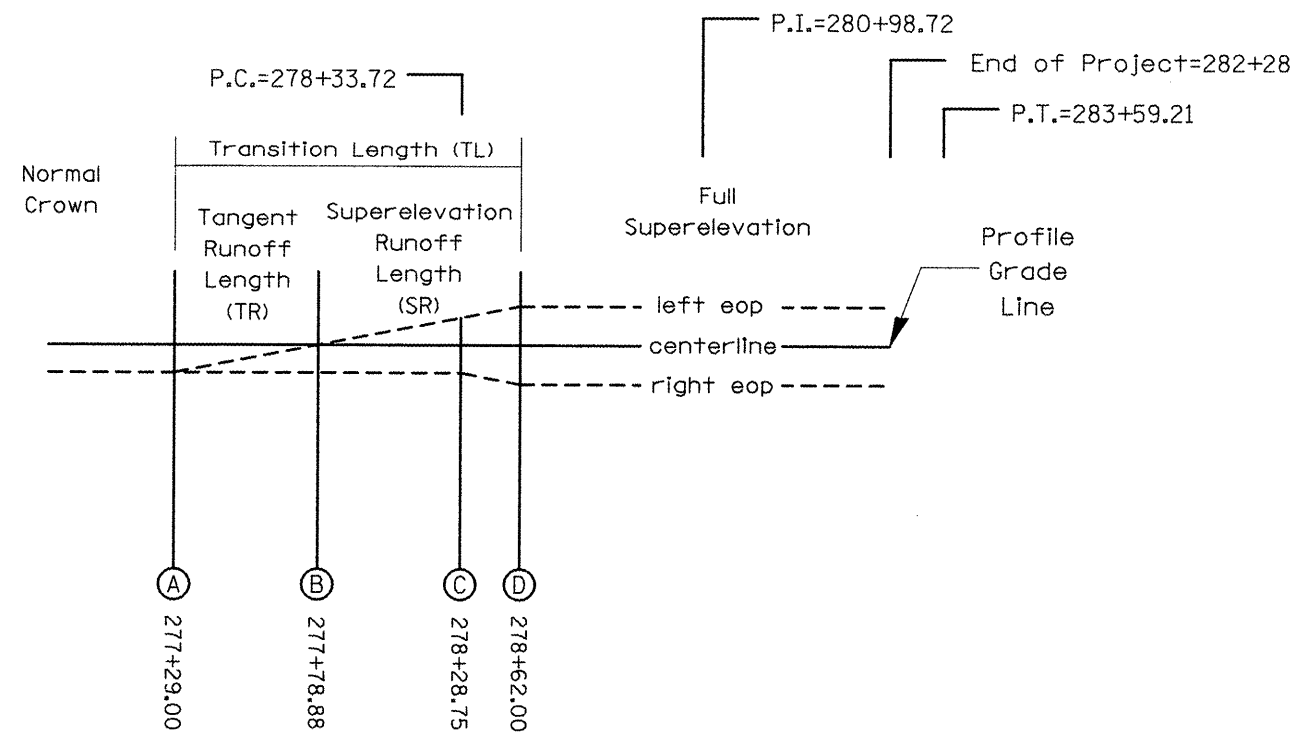 P.I.=280+98.72
End of Project=282+28
P.C.=278+33.72
P.T.=283+59.21
Transition Length (TL)
Normal
Crown
Tangent
Runoff
Length
(TR)
Superelevation
Runoff
Length
(SR)
Full
Superelevation
Profile
Grade
Line
left eop
centerline
right eop
A
B
C
D
277+29.00
277+78.88
278+28.75
278+62.00